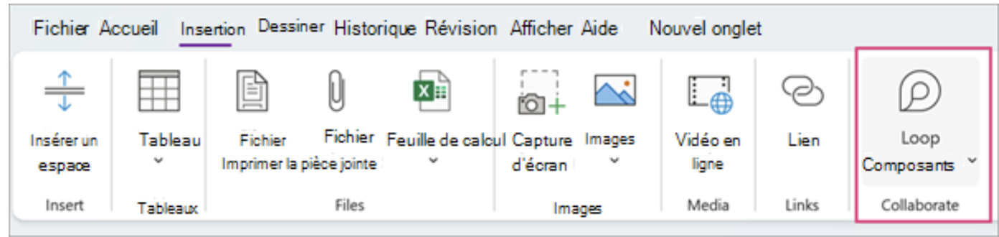 Fichier Accueil Insertion Dessiner Historique Révision Afficher Aide Nouvel onglet
Insérer un
espace
Insert
Tableau
Tableaux
Fichier Fichier Feuille de calcul
Imprimer la pièce jointe
Files
Capture Images
d'écran
Images
Vidéo en
ligne
Media
Lien
Links
Loop
Composants
Collaborate